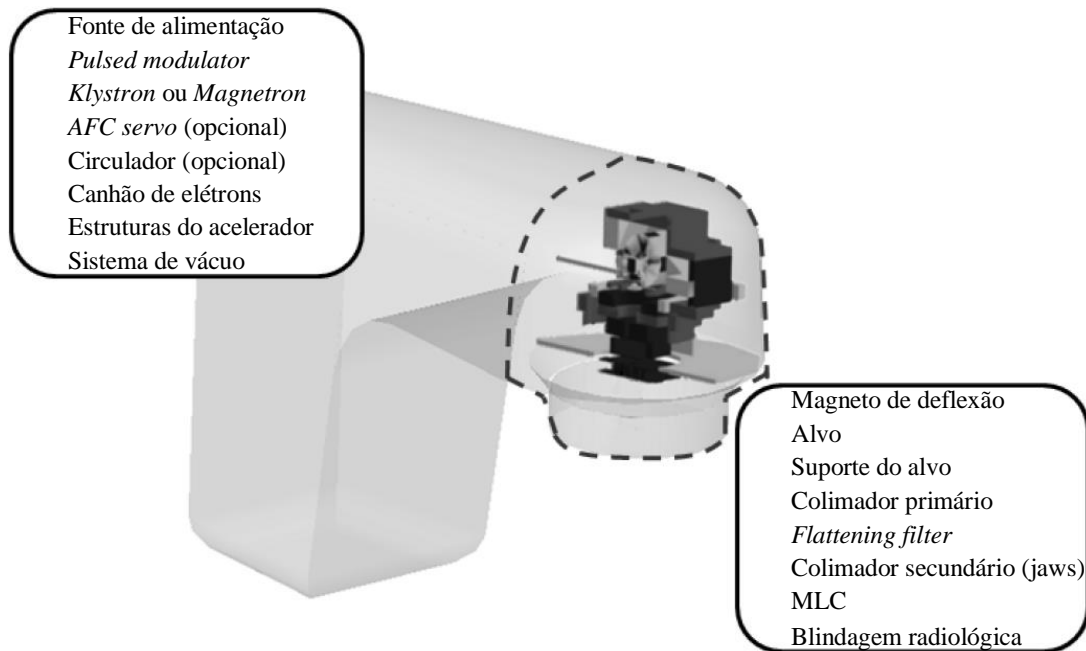 Fonte de alimentação
Pulsed modulator
Klystron ou Magnetron
AFC servo (opcional)
Circulador (opcional)
Canhão de elétrons
Estruturas do acelerador
Sistema de vácuo
Magneto de deflexão
Alvo
Suporte do alvo
Colimador primário
Flattening filter
Colimador secundário (jaws)
MLC
Blindagem radiológica